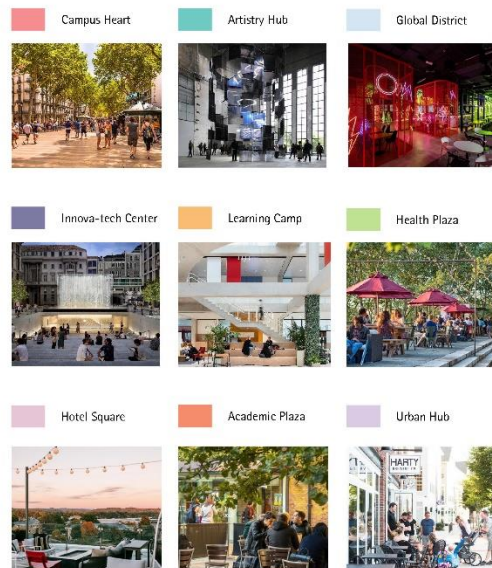 Campus Heart
Artistry Hub
Global District
Innova-tech Center
Learning Camp
Health Plaza
Hotel Square
Academic Plaza
Urban Hub
HARTY